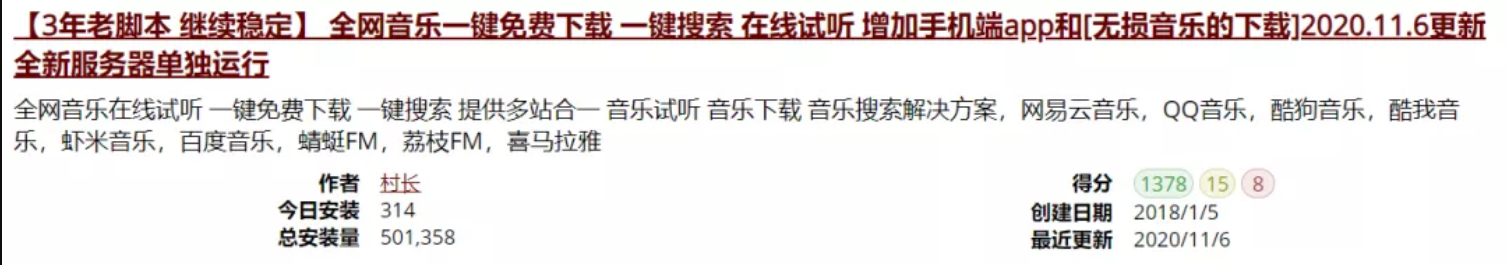 【3年老脚本 继续稳定】 全网音乐一键免费下载 一键搜索 在线试听 增加手机端app和[无损音乐的下载]2020.11.6更新
全新服务器单独运行
全网音乐在线试听 一键免费下载 一键搜索 提供多站合一 音乐试听 音乐下载 音乐搜索解决方案，网易云音乐，QQ音乐，酷狗音乐，酷我音
乐，虾米音乐，百度音乐，蜻蜓FM，荔枝FM，喜马拉雅
作者 村长
今日安装 314
总安装量 501,358
得分 1378 15 8
创建日期 2018/1/5
最近更新 2020/11/6